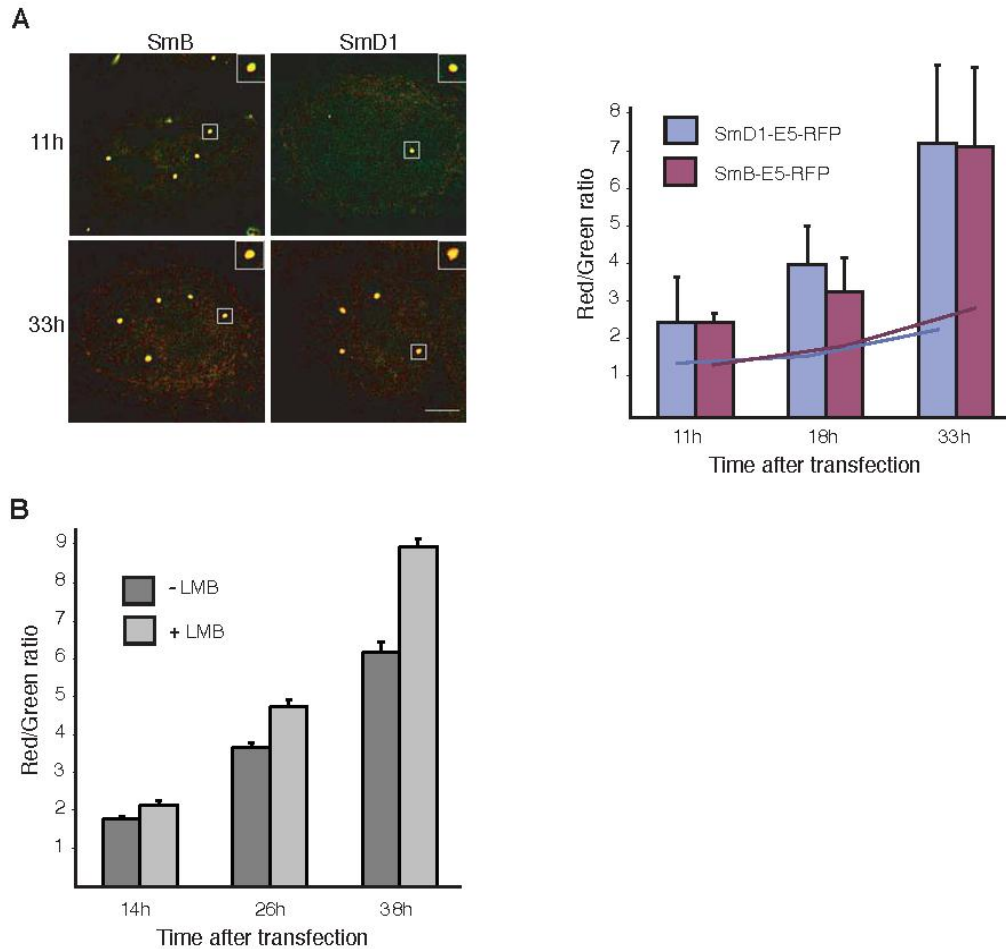 A
SmB
SmD1
11h
33h
8
7
6
4
3
2
1
Red/Green ratio
SmD1-E5-RFP
SmB-E5-RFP
11h
18h
33h
Time after transfection
B
9
8
7
6
5
4
3
2
1
Red/Green ratio
- LMB
+ LMB
14h
26h
38h
Time after transfection